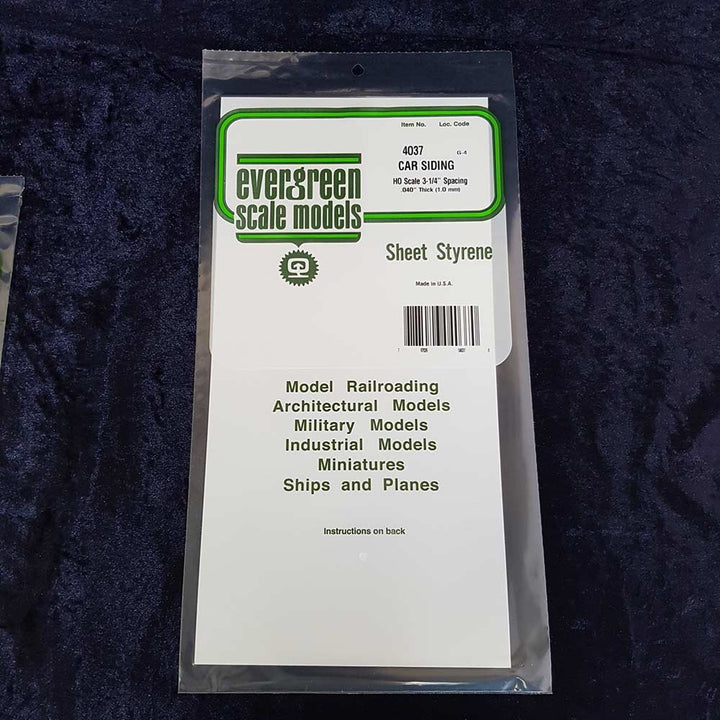 Item No. Loc. Code
4037 G-4
CAR SIDING
HO Scale 3-1/4" Spacing
.040" Thick (1.0 mm)
evergreen
scale models
Sheet Styrene
Made in U.S.A.
Model Railroading
Architectural Models
Military Models
Industrial Models
Miniatures
Ships and Planes
Instructions on back